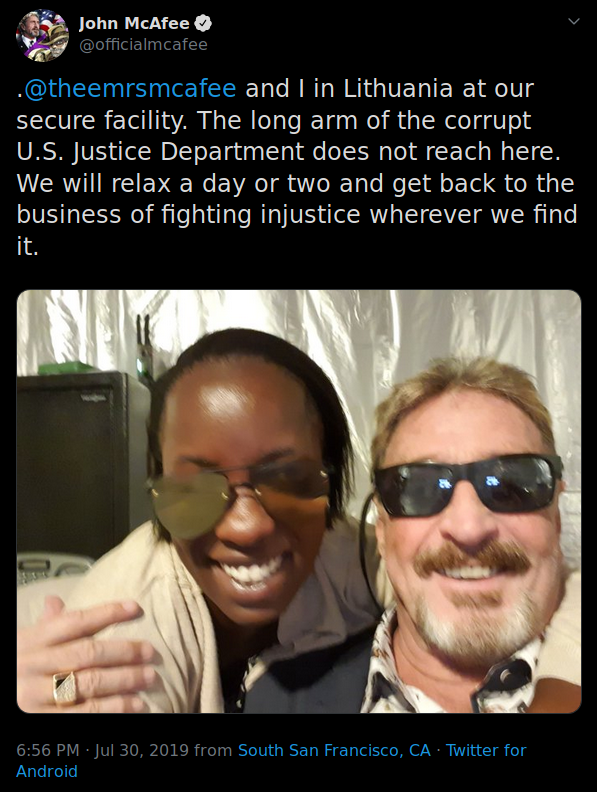 John McAfee
@officialmcafee
.@theemrsmcafee and I in Lithuania at our
secure facility. The long arm of the corrupt
U.S. Justice Department does not reach here.
We will relax a day or two and get back to the
business of fighting injustice wherever we find
it.
6:56 PM · Jul 30, 2019 from South San Francisco, CA · Twitter for
Android